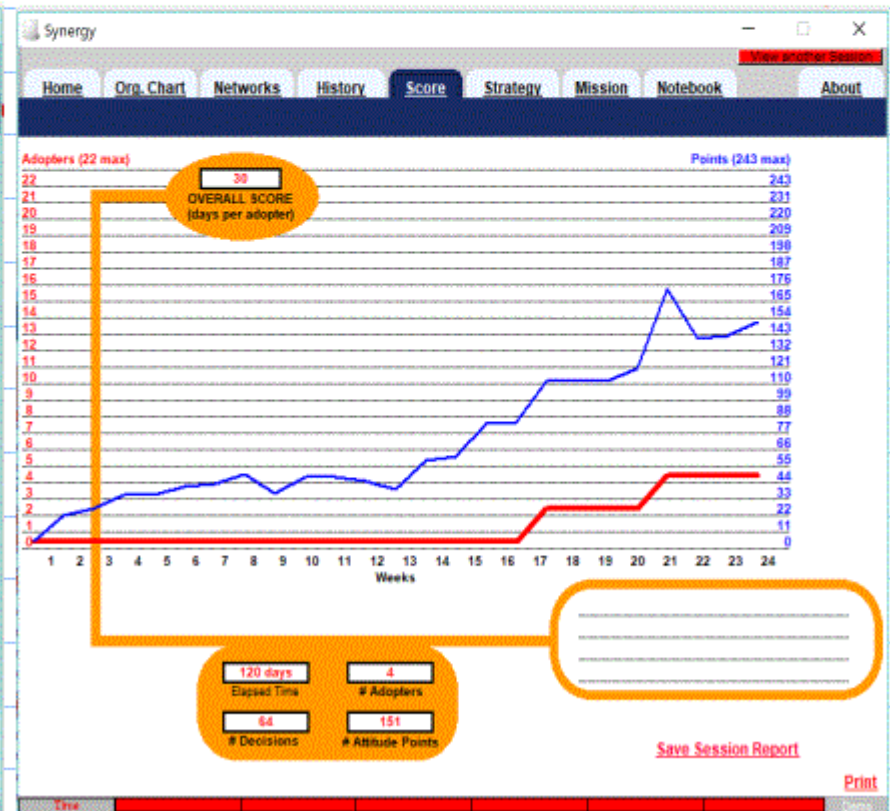 Synergy
View another Session
Home Org. Chart Networks History Score Strategy Mission Notebook About
Adopters (22 max) Points (243 max)
30
OVERALL SCORE
(days per adopter)
22 243
21 231
20 220
19 209
18 198
17 187
16 176
15 165
14 154
13 143
12 132
11 121
10 110
9 99
8 88
7 77
6 66
5 55
4 44
3 33
2 22
1 11
0 0
1 2 3 4 5 6 7 8 9 10 11 12 13 14 15 16 17 18 19 20 21 22 23 24
Weeks
120 days 4
Elapsed Time # Adopters
64 151
# Decisions # Attitude Points
Save Session Report
Print
Time